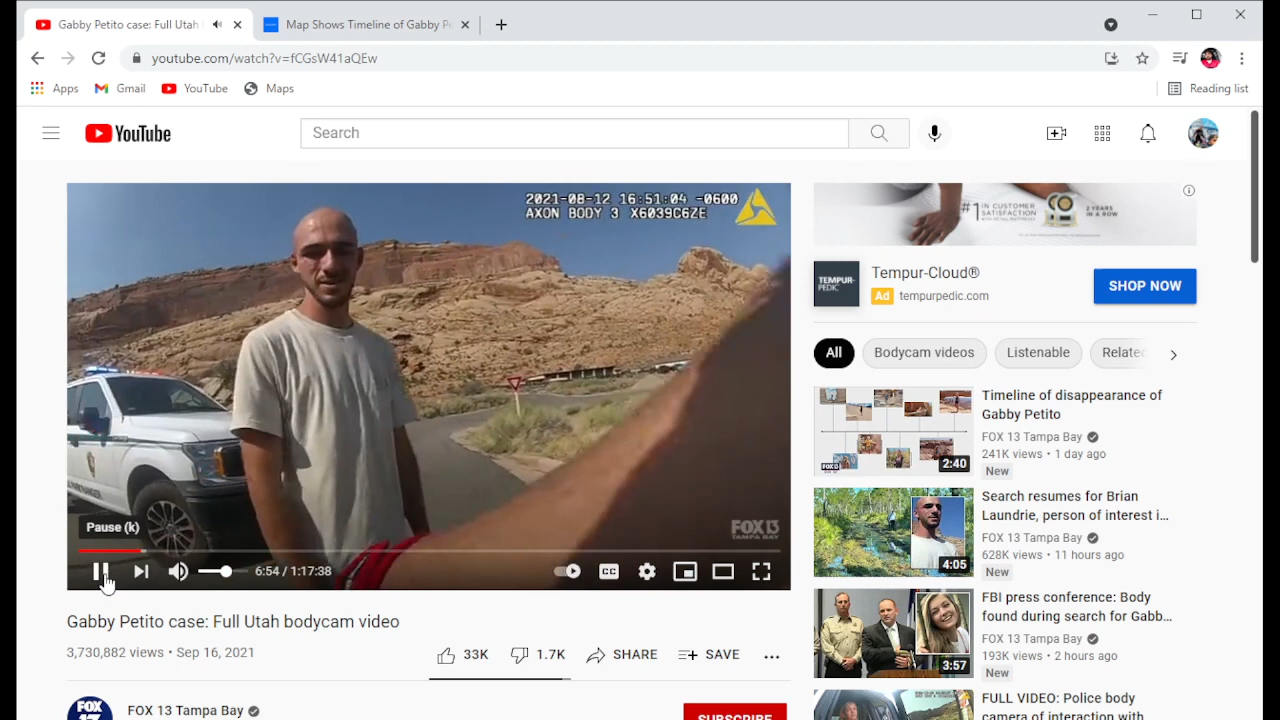 Gabby Petito case: Full Utah
Map Shows Timeline of Gabby Pe
youtube.com/watch?v=fCGsW41aQEw
Apps
Gmail
YouTube
Maps
Reading list
YouTube
Search
2021-08-12 16:51:04 -0600
AXON BODY 3 X6039C6ZE
FOX 13
TAMPA BAY
Pause (k)
6:54 / 1:17:38
CC
Gabby Petito case: Full Utah bodycam video
3,730,882 views • Sep 16, 2021
33K
1.7K
SHARE
SAVE
FOX
13
FOX 13 Tampa Bay
SUBSCRIBE
#1 IN CUSTOMER
SATISFACTION
2 YEARS
IN A ROW
TEMPUR-
PEDIC
Tempur-Cloud®
Ad tempurpedic.com
SHOP NOW
All
Bodycam videos
Listenable
Related
2:40
Timeline of disappearance of
Gabby Petito
FOX 13 Tampa Bay
241K views • 1 day ago
New
4:05
Search resumes for Brian
Laundrie, person of interest i...
FOX 13 Tampa Bay
628K views • 11 hours ago
New
3:57
FBI press conference: Body
found during search for Gabb...
FOX 13 Tampa Bay
193K views • 2 hours ago
New
FULL VIDEO: Police body
camera of interaction with